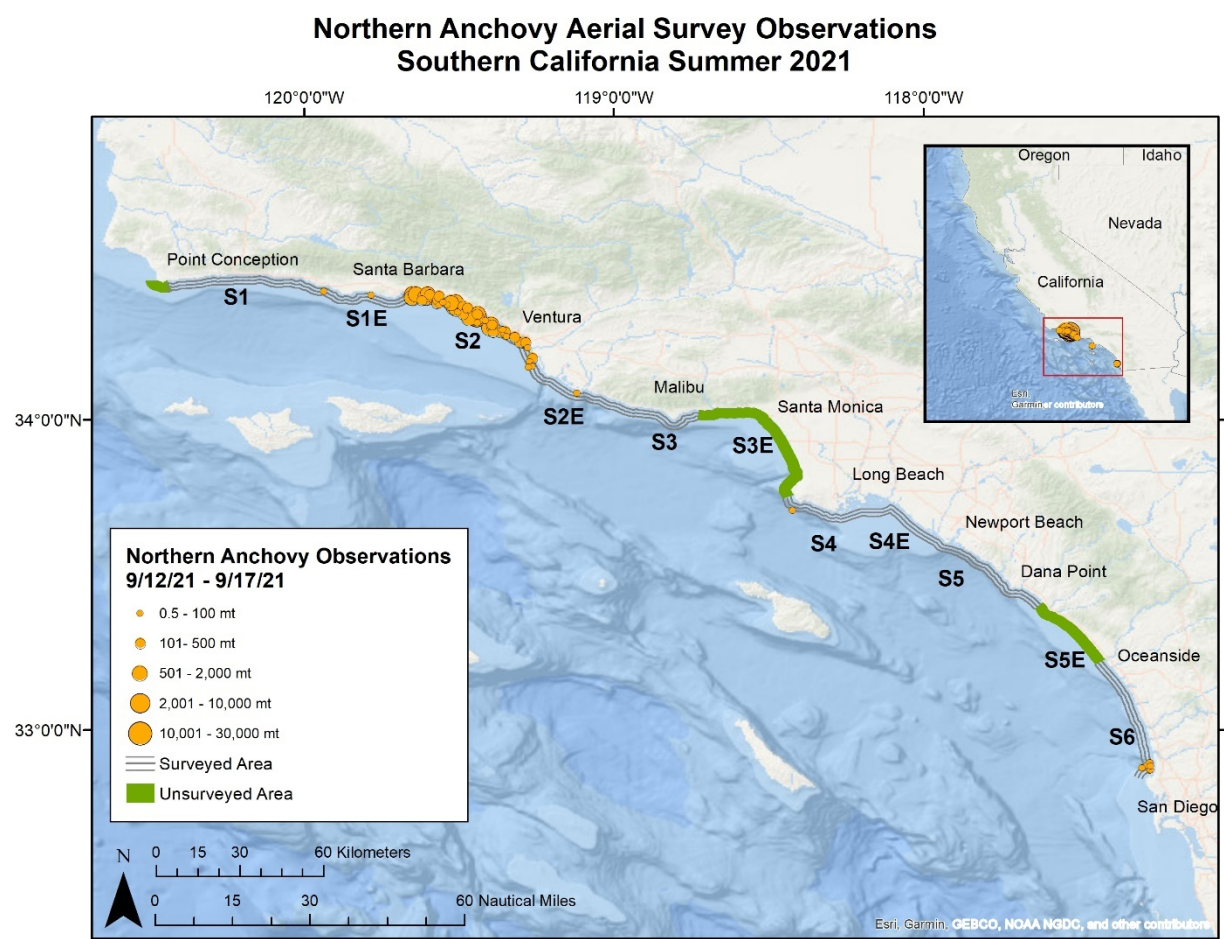 Northern Anchovy Aerial Survey Observations
Southern California Summer 2021
120°0'0"W
119°0'0"W
118°0'0"W
Oregon
Idaho
Nevada
California
Esri,
Garmin
er contributors
Point Conception
Santa Barbara
S1
S1E
S2
Ventura
Malibu
34°0'0"N
S2E
S3
S3E
Santa Monica
Long Beach
S4
S4E
Newport Beach
S5
Dana Point
S5E
Oceanside
33°0'0"N
S6
San Diego
Northern Anchovy Observations
9/12/21 - 9/17/21
0.5 - 100 mt
101- 500 mt
501 - 2,000 mt
2,001 - 10,000 mt
10,001 - 30,000 mt
Surveyed Area
Unsurveyed Area
N
0 15 30 60 Kilometers
0 15 30 60 Nautical Miles
Esri, Garmin, GEBCO, NOAA NGDC, and other contributors